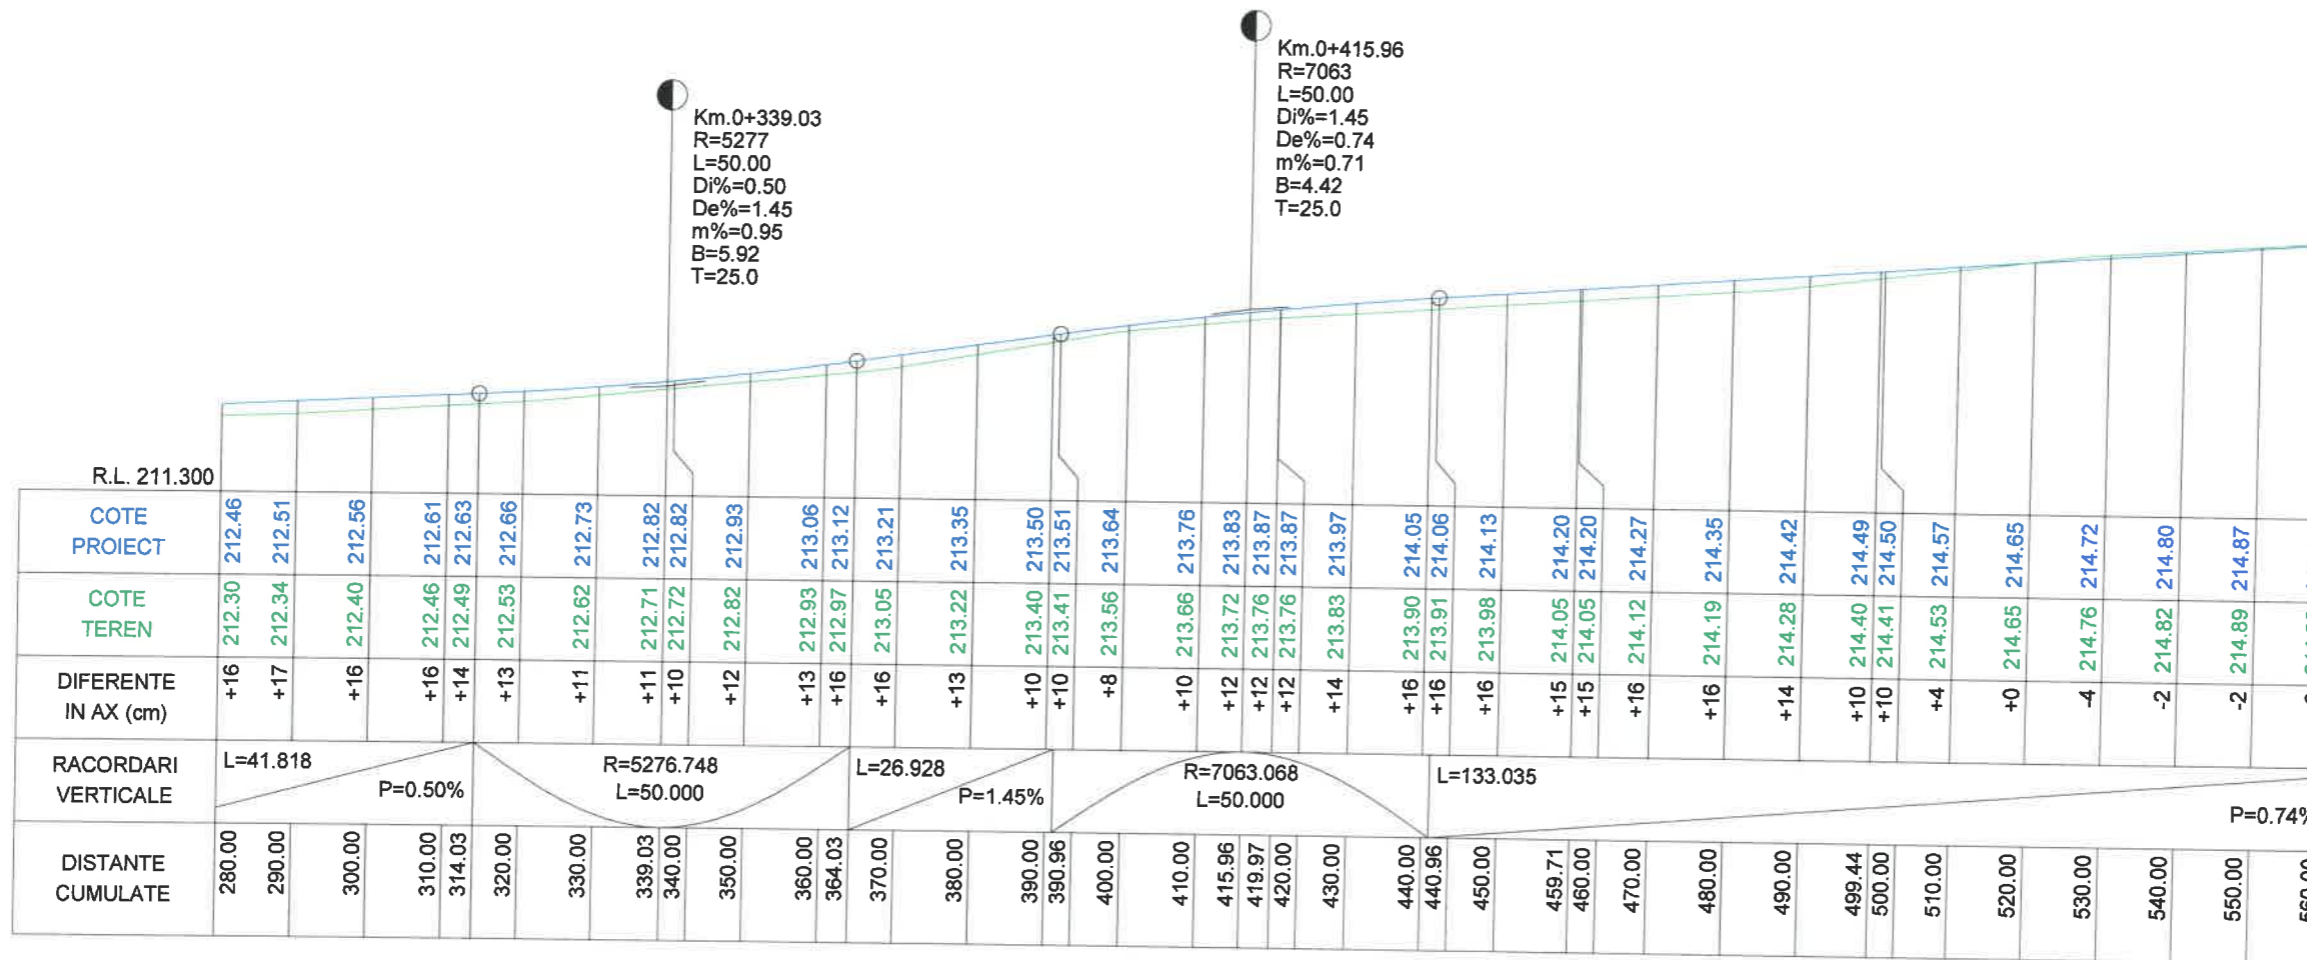 Km.0+415.96
R=7063
L=50.00
Di%=1.45
De%=0.74
m%=0.71
B=4.42
T=25.0
Km.0+339.03
R=5277
L=50.00
Di%=0.50
De%=1.45
m%=0.95
B=5.92
T=25.0
R.L. 211.300
COTE
PROIECT
212.46 212.51 212.56 212.61 212.63 212.66 212.73 212.82 212.82 212.93 213.06 213.12 213.21 213.35 213.50 213.51 213.64 213.76 213.83 213.87 213.87 213.97 214.05 214.06 214.13 214.20 214.20 214.27 214.35 214.42 214.49 214.50 214.57 214.65 214.72 214.80 214.87
COTE
TEREN
212.30 212.34 212.40 212.46 212.49 212.53 212.62 212.71 212.72 212.82 212.93 212.97 213.05 213.22 213.40 213.41 213.56 213.66 213.72 213.76 213.76 213.83 213.90 213.91 213.98 214.05 214.05 214.12 214.19 214.28 214.40 214.41 214.53 214.65 214.76 214.82 214.89
DIFERENTE
IN AX (cm)
+16 +17 +16 +16 +14 +13 +11 +11 +10 +12 +13 +16 +16 +13 +10 +10 +8 +10 +12 +12 +12 +14 +16 +16 +16 +15 +15 +16 +16 +14 +10 +10 +4 +0 -4 -2 -2
RACORDARI
VERTICALE
L=41.818
P=0.50%
R=5276.748
L=50.000
L=26.928
P=1.45%
R=7063.068
L=50.000
L=133.035
P=0.74%
DISTANTE
CUMULATE
280.00 290.00 300.00 310.00 314.03 320.00 330.00 339.03 340.00 350.00 360.00 364.03 370.00 380.00 390.00 390.96 400.00 410.00 415.96 419.97 420.00 430.00 440.00 440.96 450.00 459.71 460.00 470.00 480.00 490.00 499.44 500.00 510.00 520.00 530.00 540.00 550.00 560.00